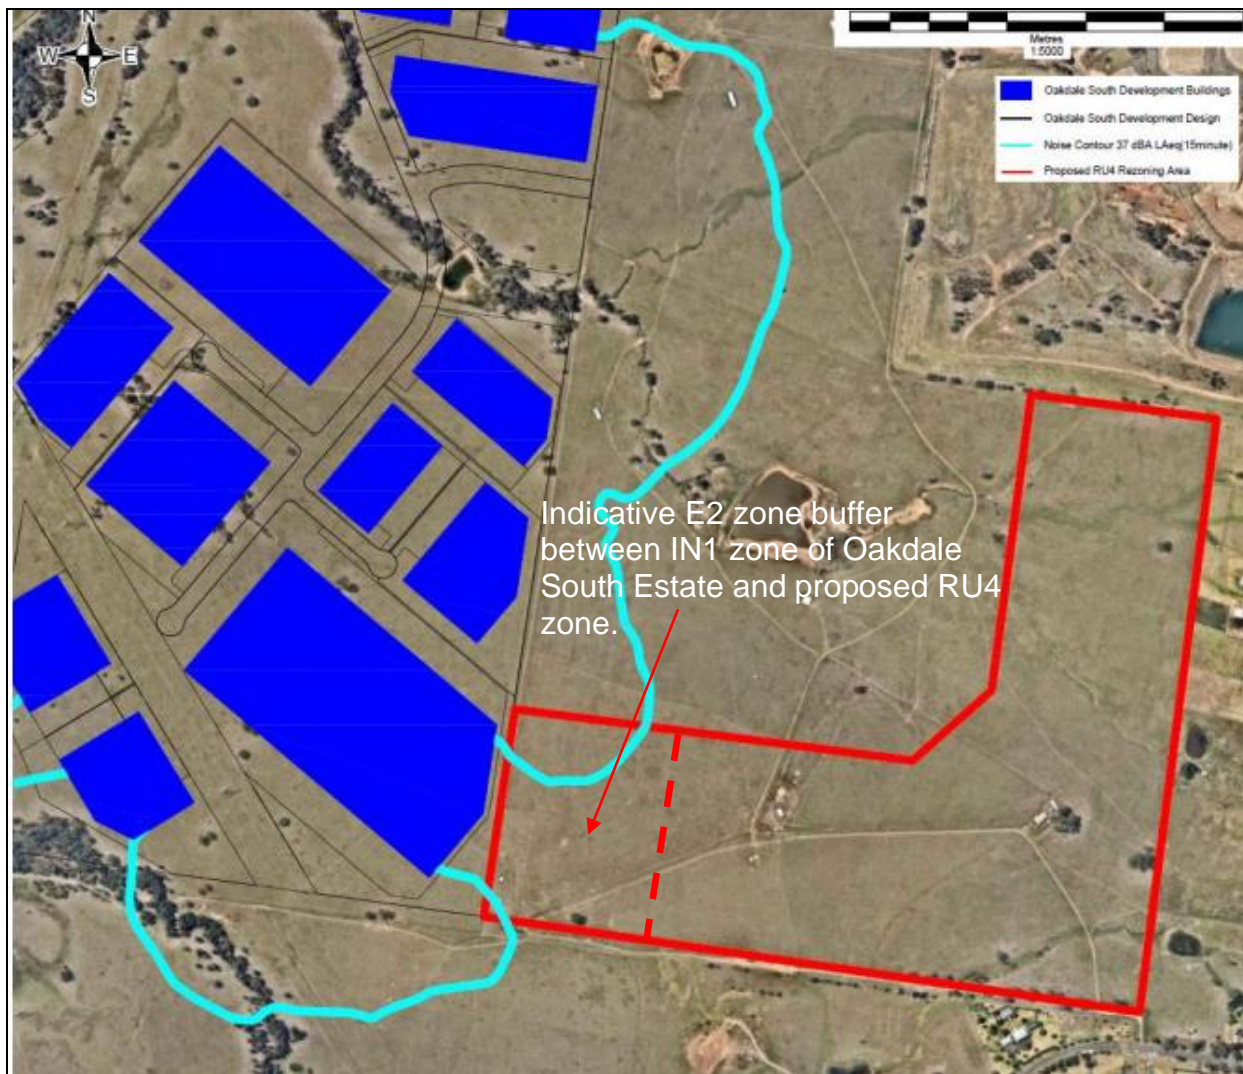 N
W E
S
Metres
1:5000
Oakdale South Development Buildings
Oakdale South Development Design
Noise Contour 37 dBA LAeq(15minute)
Proposed RU4 Rezoning Area
Indicative E2 zone buffer
between IN1 zone of Oakdale
South Estate and proposed RU4
zone.